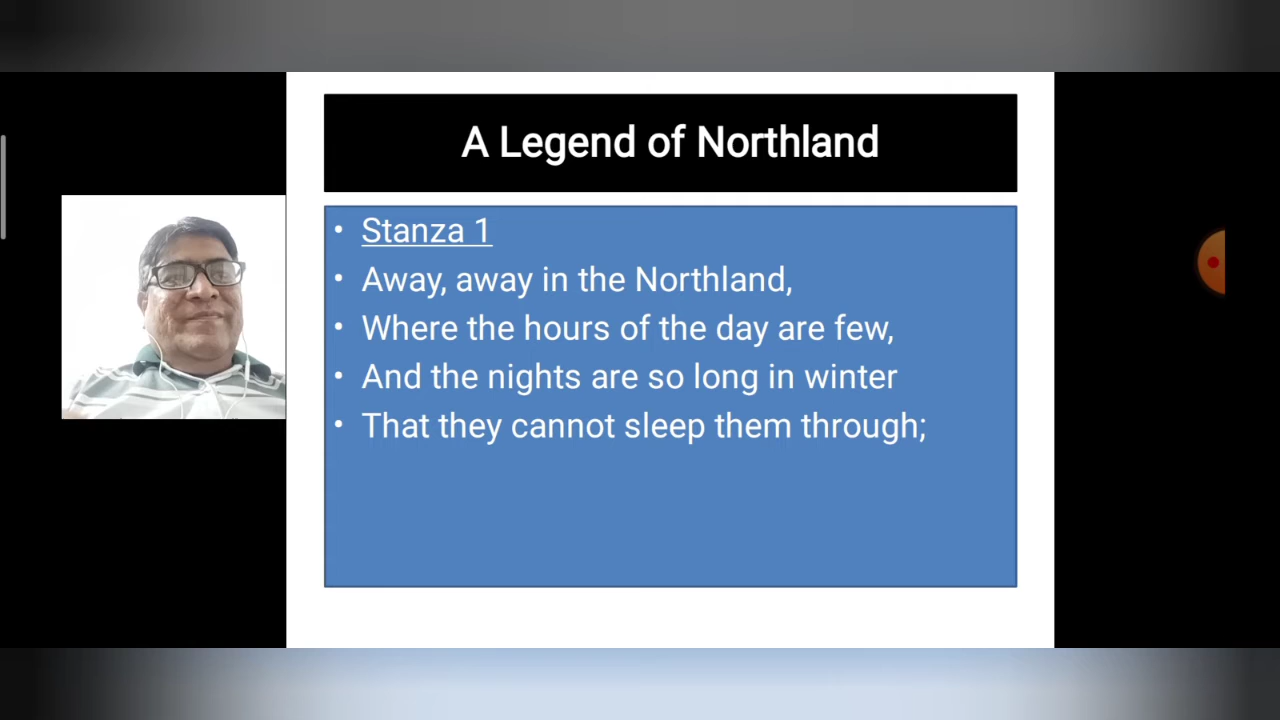 A Legend of Northland
• Stanza 1
• Away, away in the Northland,
• Where the hours of the day are few,
• And the nights are so long in winter
• That they cannot sleep them through;